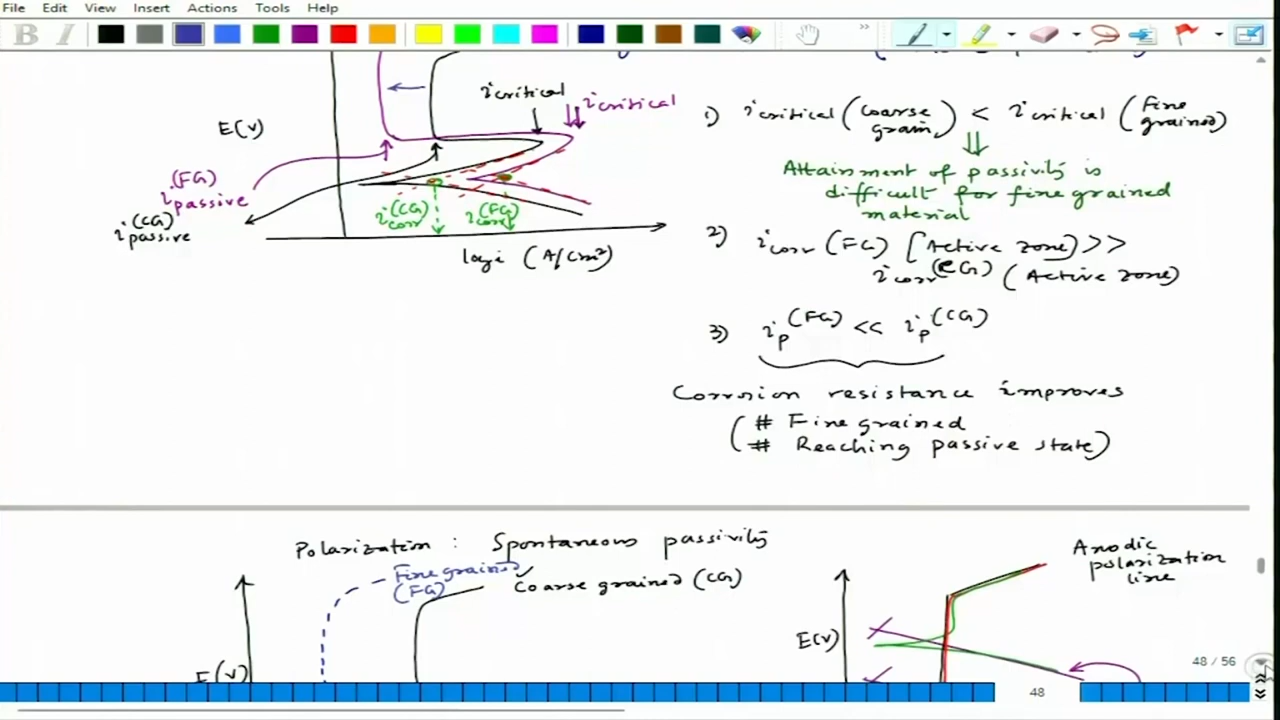 File Edit View Insert Actions Tools Help
B I
E(v)
i critical
i critical
i passive (FG)
i passive (CG)
i corr (CG)
i corr (FG)
log i (A/cm²)
1) i critical (coarse grain) < i critical (Fine grained)
Attainment of passivity is
difficult for fine grained
material
2) i corr (FG) [Active zone) >>
i corr (CG) (Active zone)
3) i p (FG) << i p (CG)
Corrosion resistance improves
( # Fine grained
# Reaching passive state)
Polarization : Spontaneous passivity
Fine grained
(FG)
Coarse grained (CG)
E(v)
Anodic
polarization
line
E(v)
48 / 56
48